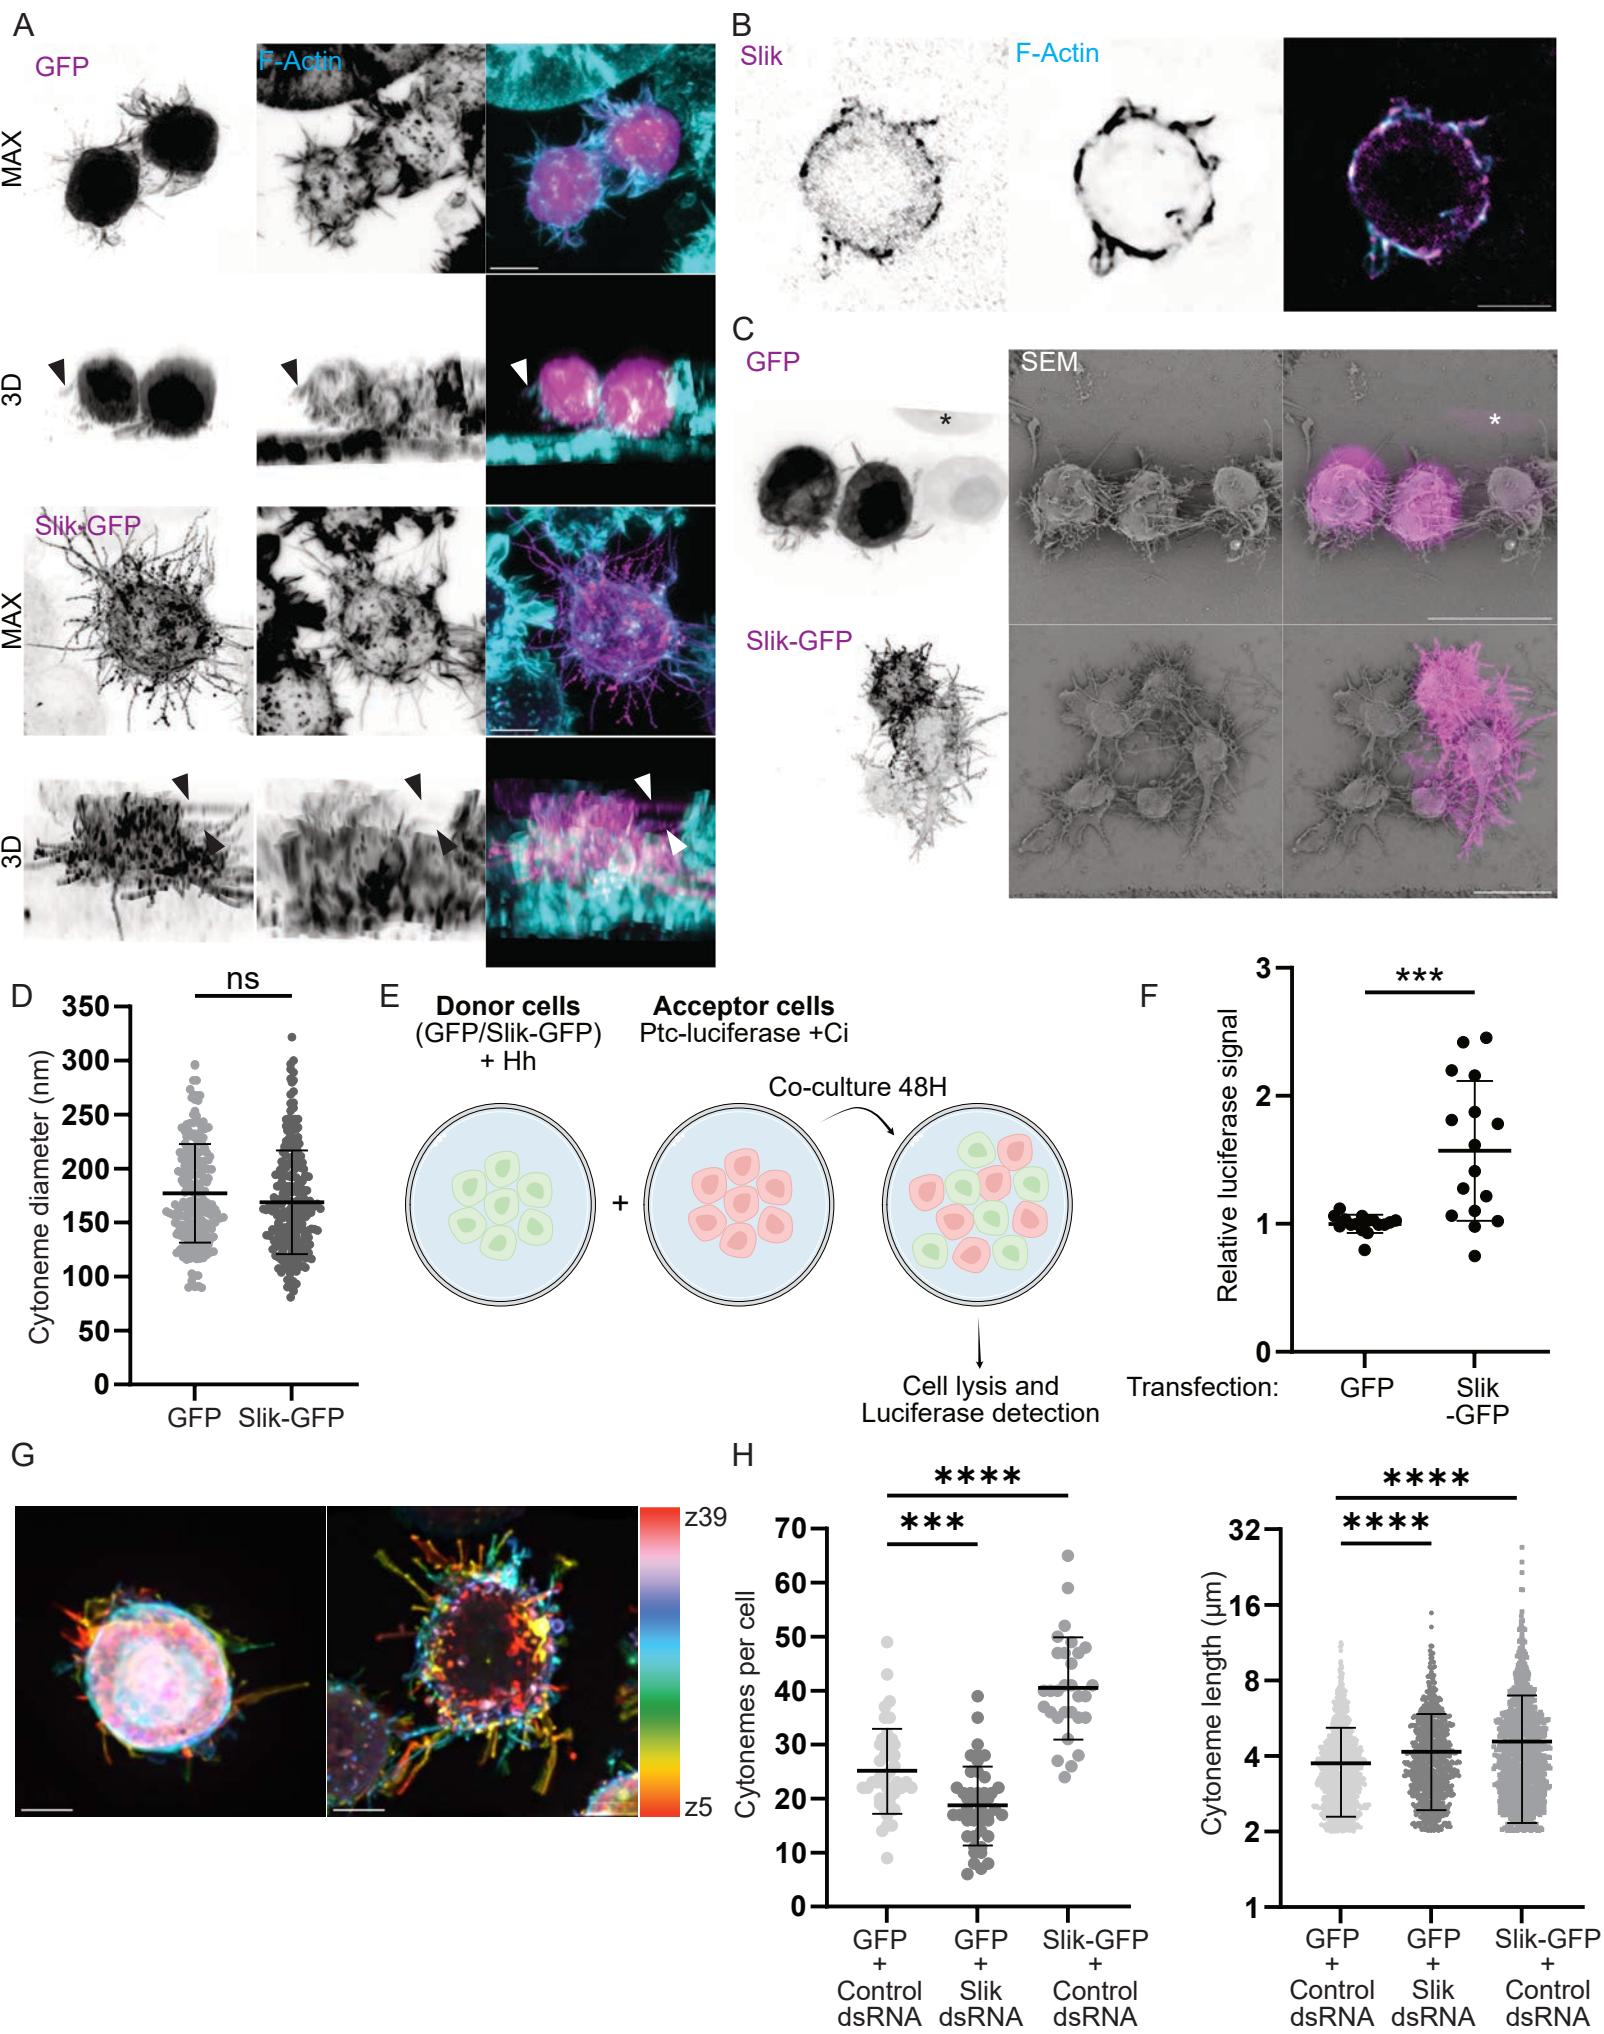 A
GFP
F-Actin
MAX
3D
Slik-GFP
MAX
3D
B
Slik
F-Actin
C
GFP
SEM
*
*
Slik-GFP
D
ns
350
300
250
200
150
100
50
0
Cytoneme diameter (nm)
GFP
Slik-GFP
E
Donor cells
(GFP/Slik-GFP)
+ Hh
Acceptor cells
Ptc-luciferase +Ci
Co-culture 48H
+
Cell lysis and
Luciferase detection
F
***
3
2
1
0
Relative luciferase signal
Transfection:
GFP
Slik
-GFP
G
z39
z5
H
****
***
70
60
50
40
30
20
10
0
Cytonemes per cell
GFP
+
Control
dsRNA
GFP
+
Slik
dsRNA
Slik-GFP
+
Control
dsRNA
****
****
32
16
8
4
2
1
Cytoneme length (μm)
GFP
+
Control
dsRNA
GFP
+
Slik
dsRNA
Slik-GFP
+
Control
dsRNA